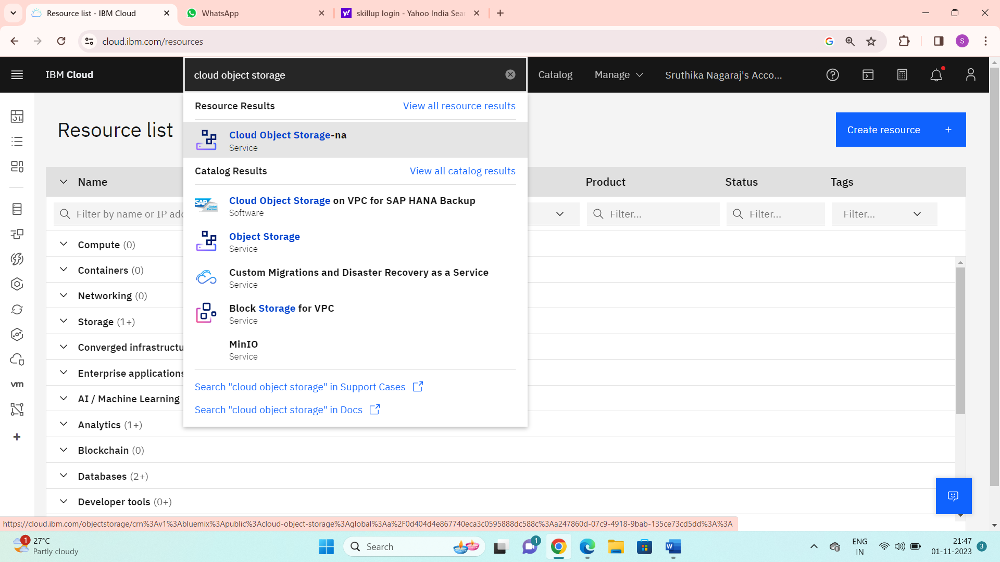 Resource list - IBM Cloud
WhatsApp
skillup login - Yahoo India Sea
cloud.ibm.com/resources
S
IBM Cloud
cloud object storage
Catalog
Manage
Sruthika Nagaraj's Acco...
Resource list
Create resource +
Resource Results
View all resource results
Cloud Object Storage-na
Service
Catalog Results
View all catalog results
Cloud Object Storage on VPC for SAP HANA Backup
Software
Object Storage
Service
Custom Migrations and Disaster Recovery as a Service
Service
Block Storage for VPC
Service
MinIO
Service
Search "cloud object storage" in Support Cases
Search "cloud object storage" in Docs
Name
Product
Status
Tags
Filter by name or IP add
Filter...
Filter...
Filter...
Compute (0)
Containers (0)
Networking (0)
Storage (1+)
Converged infrastructu
Enterprise applications
AI / Machine Learning
Analytics (1+)
Blockchain (0)
Databases (2+)
Developer tools (0+)
vm
https://cloud.ibm.com/objectstorage/crn%3Av1%3Abluemix%3Apublic%3Acloud-object-storage%3Aglobal%3Aa%2F0d404d4e867740eca3c0595888dc588c%3Aa247860d-07c9-4918-9bab-135ce73cd5dd%3A%3A
1
27°C
Partly cloudy
Search
1
W
ENG
IN
21:47
01-11-2023
3